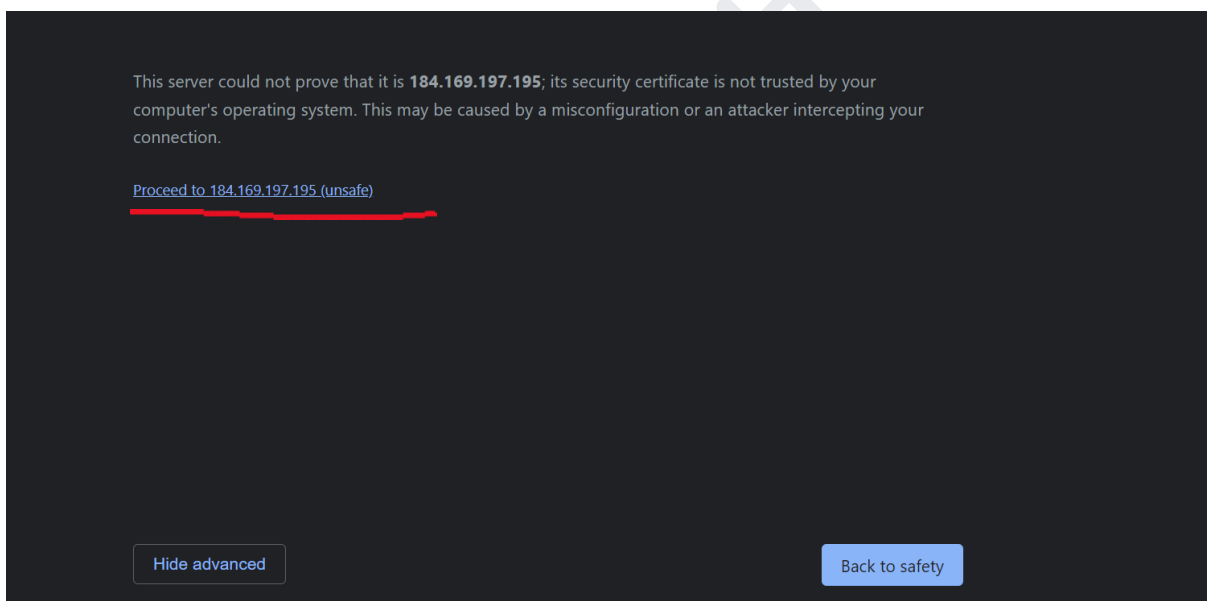 This server could not prove that it is 184.169.197.195; its security certificate is not trusted by your
computer's operating system. This may be caused by a misconfiguration or an attacker intercepting your
connection.
Proceed to 184.169.197.195 (unsafe)
Hide advanced
Back to safety